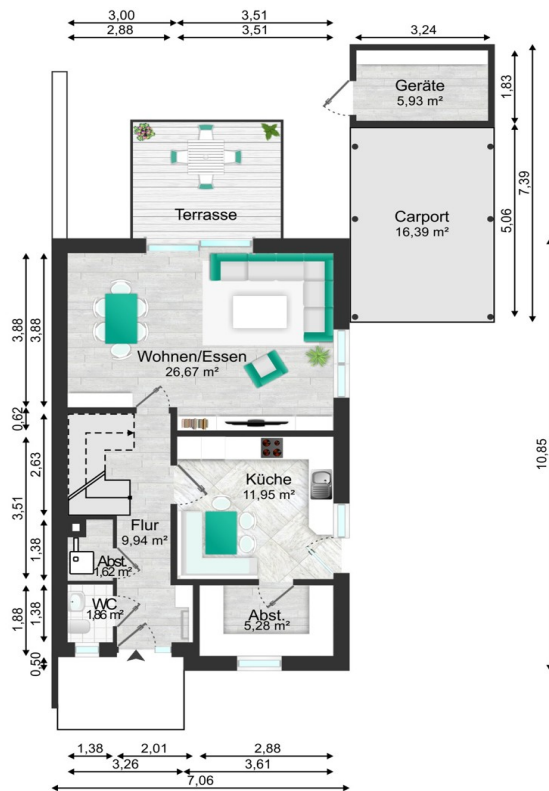 3,00 3,51
2,88 3,51
3,24
Geräte
5,93 m²
1,83
7,39
Terrasse
Carport
16,39 m²
5,06
3,88
3,88
Wohnen/Essen
26,67 m²
0,62
2,63
3,51
10,85
Küche
11,95 m²
Flur
9,94 m²
1,38
Abst.
1,62 m²
WC
1,86 m²
1,38
1,88
Abst.
5,28 m²
0,50
1,38 2,01 2,88
3,26 3,61
7,06